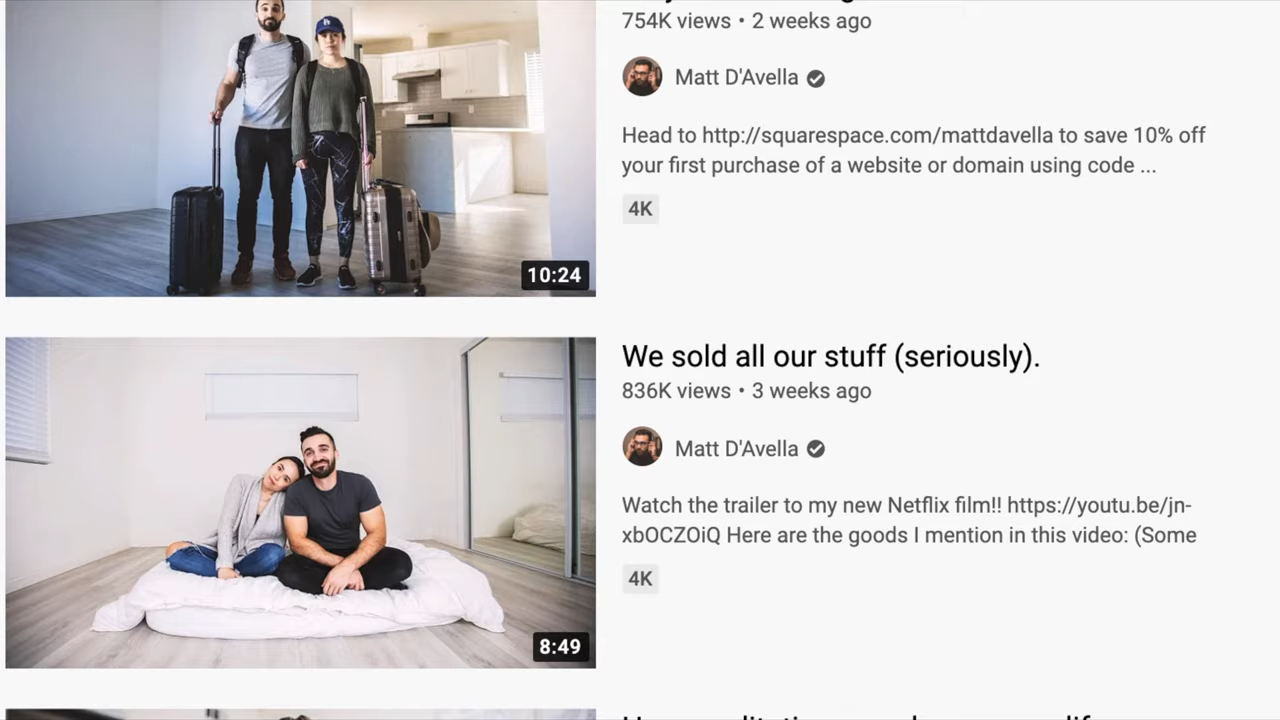 754K views • 2 weeks ago
Matt D'Avella
Head to http://squarespace.com/mattdavella to save 10% off
your first purchase of a website or domain using code ...
4K
10:24
We sold all our stuff (seriously).
836K views • 3 weeks ago
Matt D'Avella
Watch the trailer to my new Netflix film!! https://youtu.be/jn-
xbOCZOiQ Here are the goods I mention in this video: (Some
4K
8:49